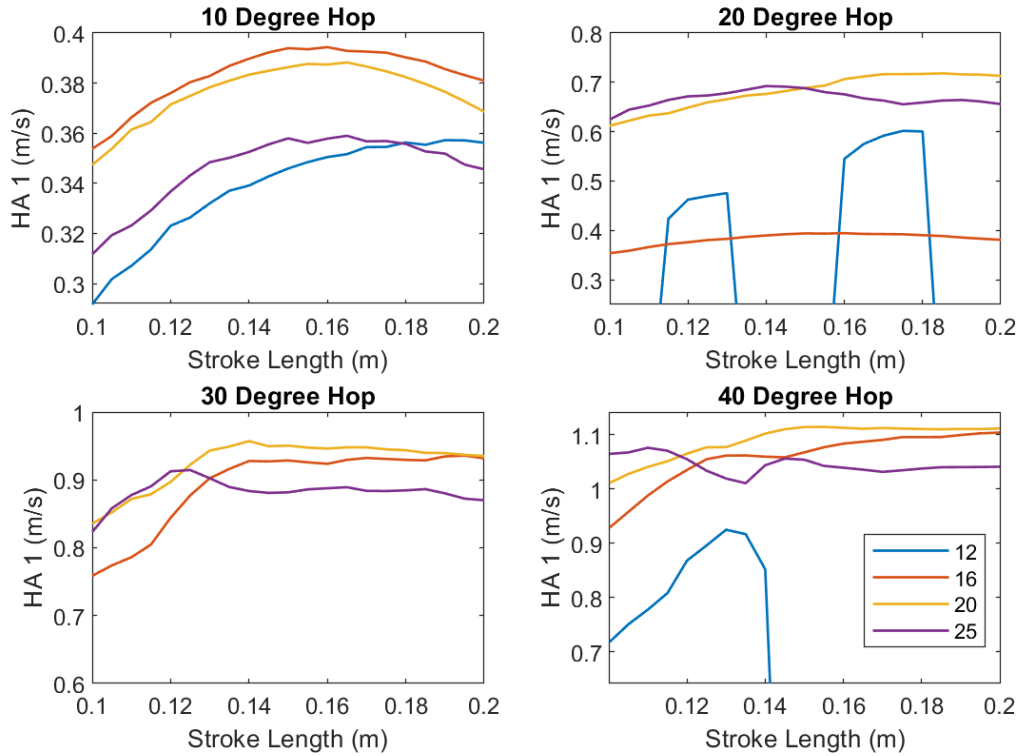 10 Degree Hop
0.4
0.38
0.36
0.34
0.32
0.3
HA 1 (m/s)
0.1 0.12 0.14 0.16 0.18 0.2
Stroke Length (m)
20 Degree Hop
0.8
0.7
0.6
0.5
0.4
0.3
HA 1 (m/s)
0.1 0.12 0.14 0.16 0.18 0.2
Stroke Length (m)
30 Degree Hop
1
0.9
0.8
0.7
0.6
HA 1 (m/s)
0.1 0.12 0.14 0.16 0.18 0.2
Stroke Length (m)
40 Degree Hop
1.1
1
0.9
0.8
0.7
HA 1 (m/s)
0.12 0.14 0.16 0.18 0.2
Stroke Length (m)
12
16
20
25